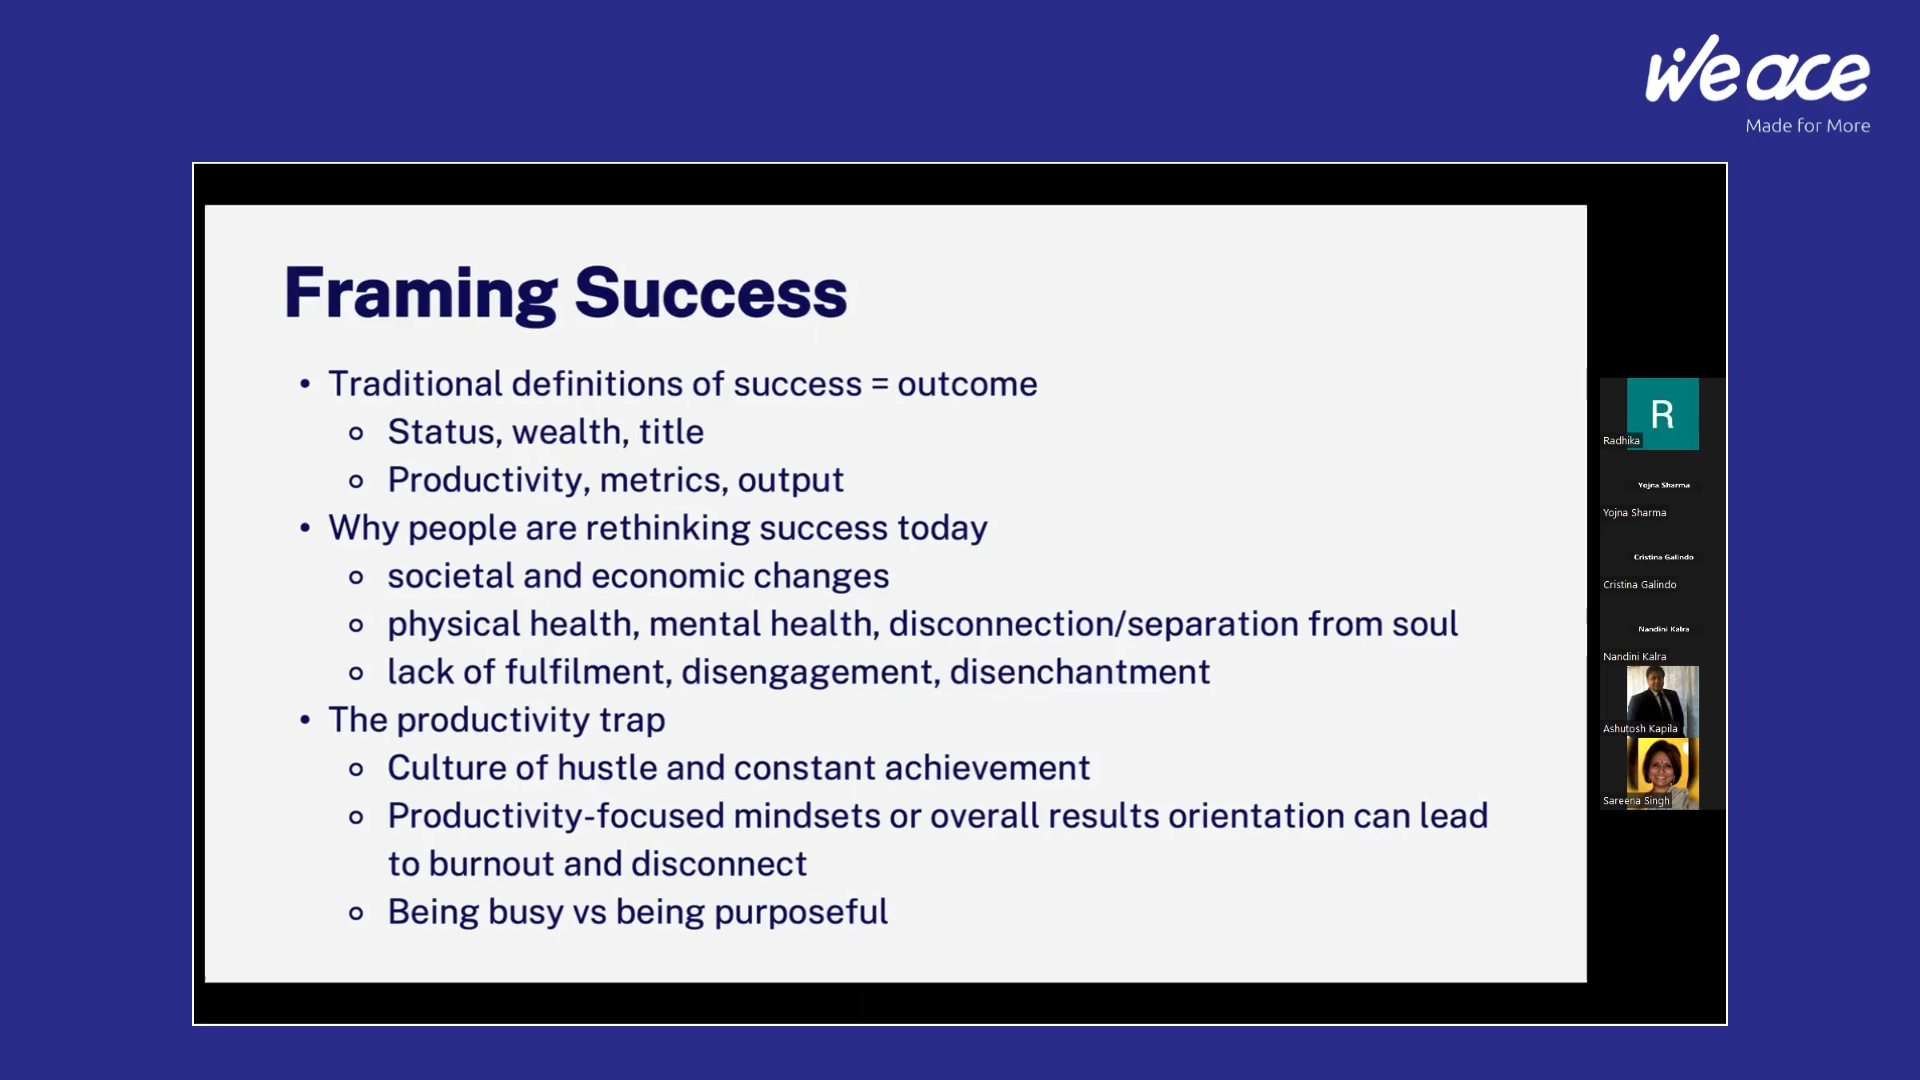 Weace
Made for More
Framing Success
• Traditional definitions of success = outcome
Status, wealth, title
Productivity, metrics, output
• Why people are rethinking success today
societal and economic changes
physical health, mental health, disconnection/separation from soul
lack of fulfilment, disengagement, disenchantment
• The productivity trap
Culture of hustle and constant achievement
Productivity-focused mindsets or overall results orientation can lead
to burnout and disconnect
Being busy vs being purposeful
R
Radhika
Yojna Sharma
Yojna Sharma
Cristina Galindo
Cristina Galindo
Nandini Kalra
Nandini Kalra
Ashutosh Kapila
Sareena Singh